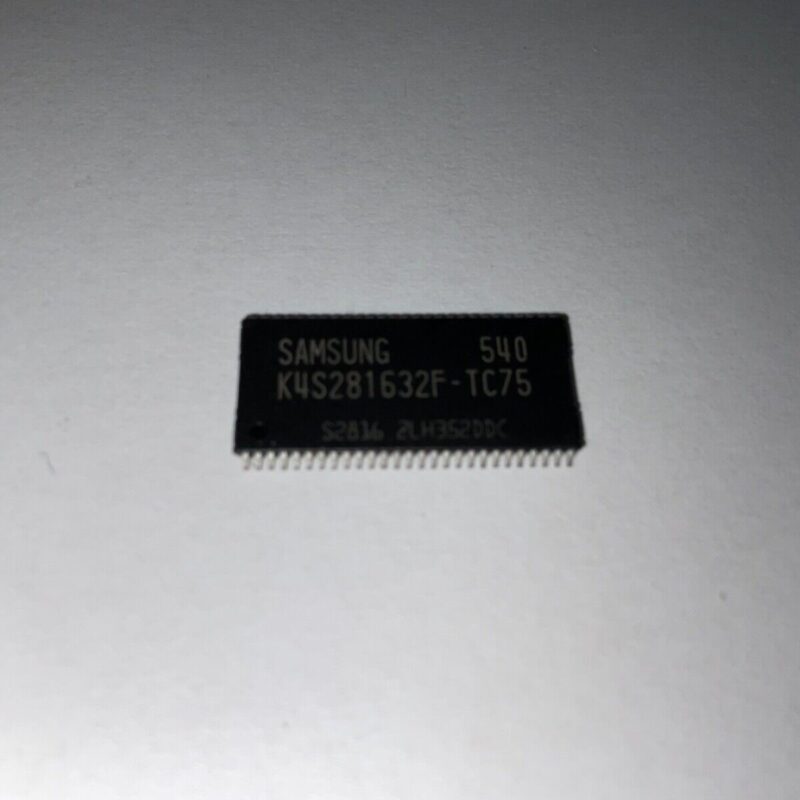 SAMSUNG 540
K4S281632F-TC75
S2816 2LH352DDC